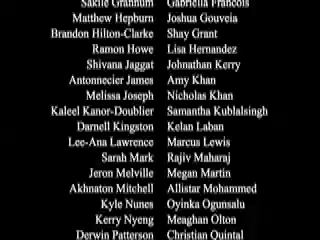 Sakile Grannum Gabriella Francois
Matthew Hepburn Joshua Gouveia
Brandon Hilton-Clarke Shay Grant
Ramon Howe Lisa Hernandez
Shivana Jaggat Johnathan Kerry
Antonnecier James Amy Khan
Melissa Joseph Nicholas Khan
Kaleel Kanor-Doublier Samantha Kublalsingh
Darnell Kingston Kelan Laban
Lee-Ana Lawrence Marcus Lewis
Sarah Mark Rajiv Maharaj
Jeron Melville Megan Martin
Akhnaton Mitchell Allistar Mohammed
Kyle Nunes Oyinka Ogunsalu
Kerry Nyeng Meaghan Olton
Derwin Patterson Christian Quintal